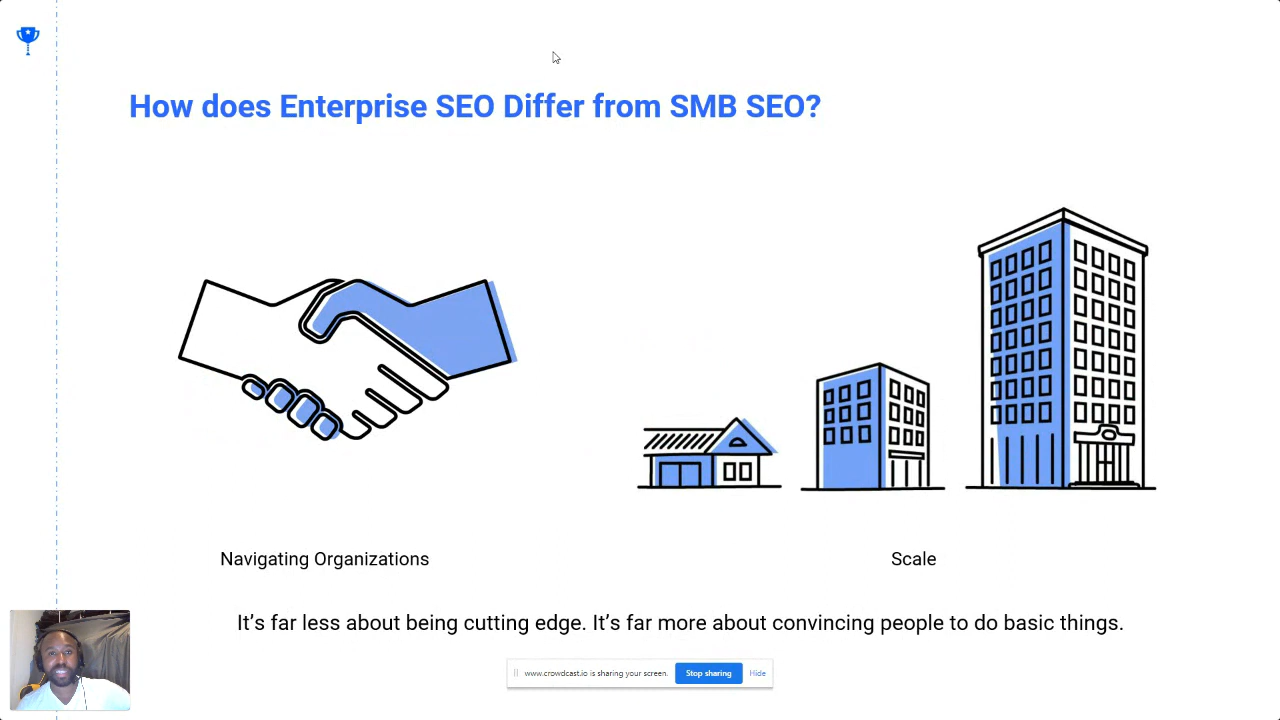 How does Enterprise SEO Differ from SMB SEO?
Navigating Organizations
Scale
It's far less about being cutting edge. It's far more about convincing people to do basic things.
www.crowdcast.io is sharing your screen. Stop sharing Hide